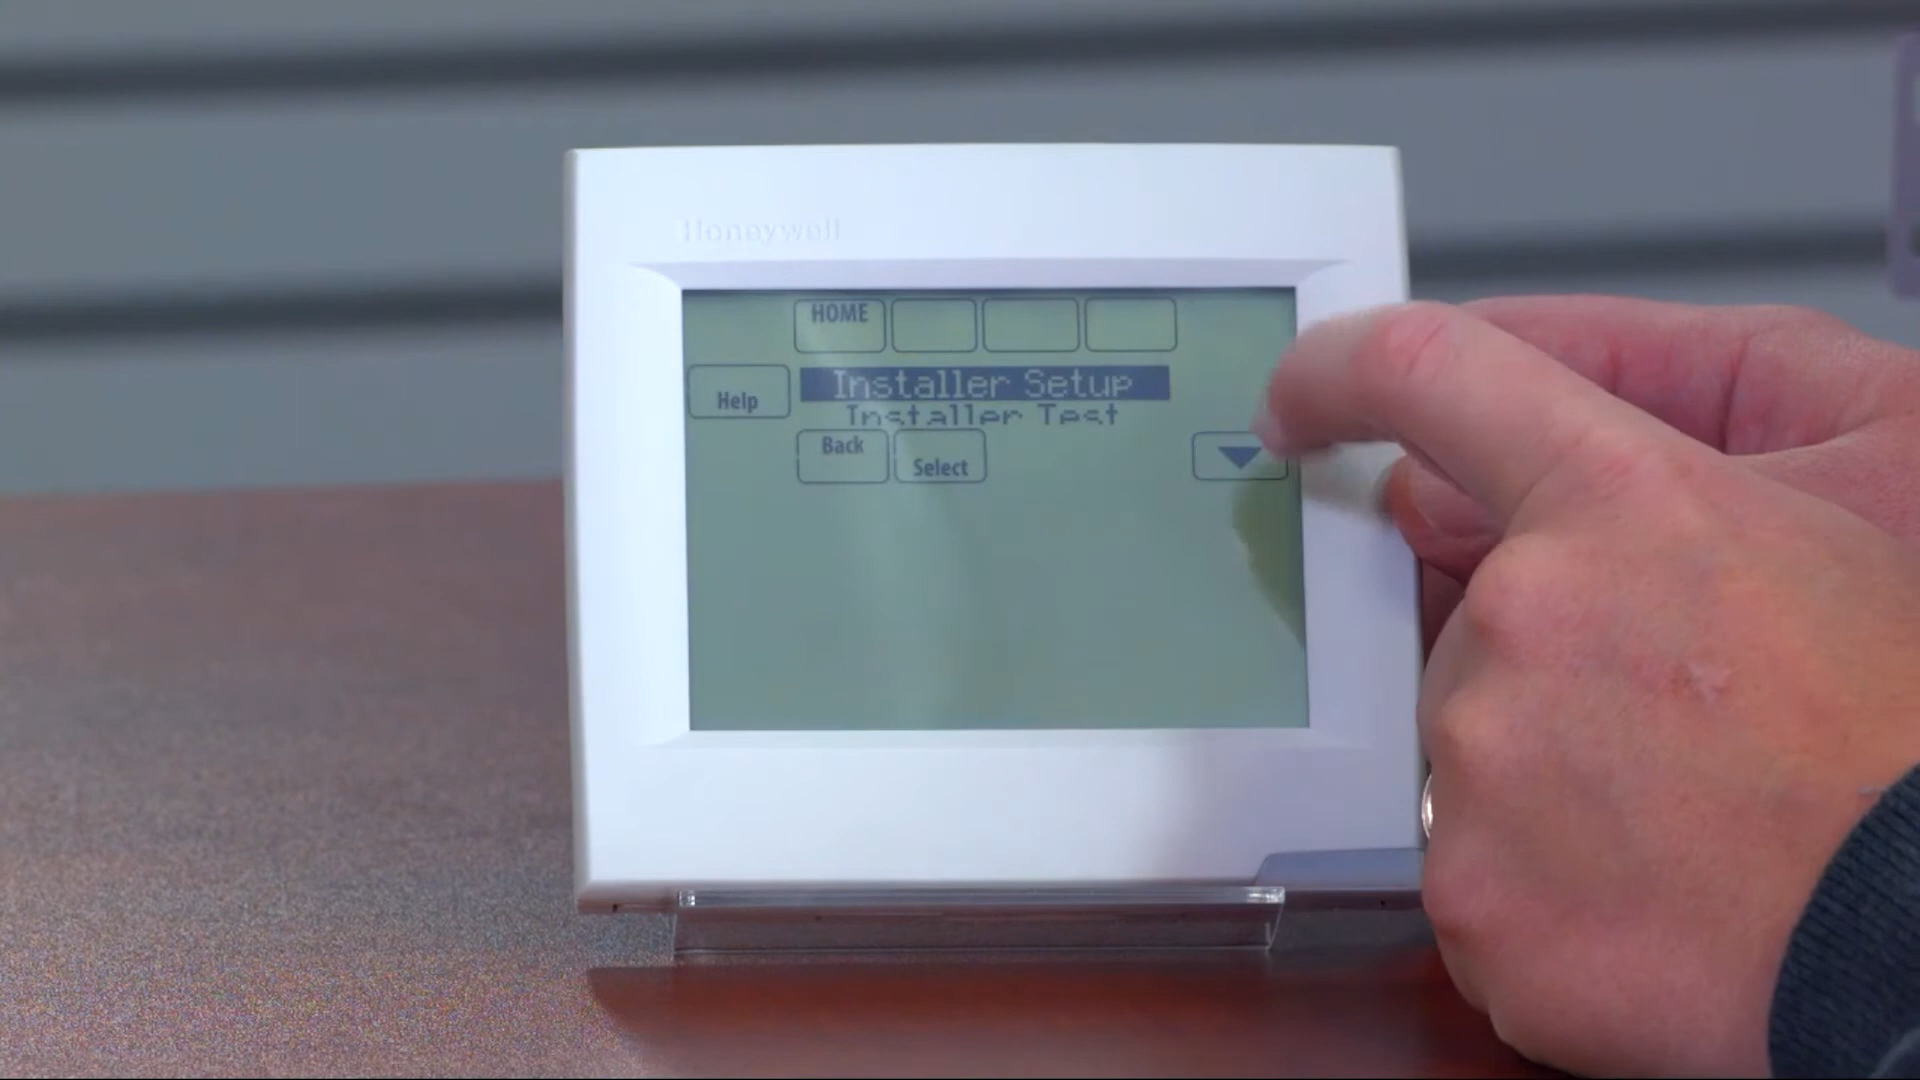 Honeywell
HOME
Installer Setup
Help
Installer Test
Back
Select